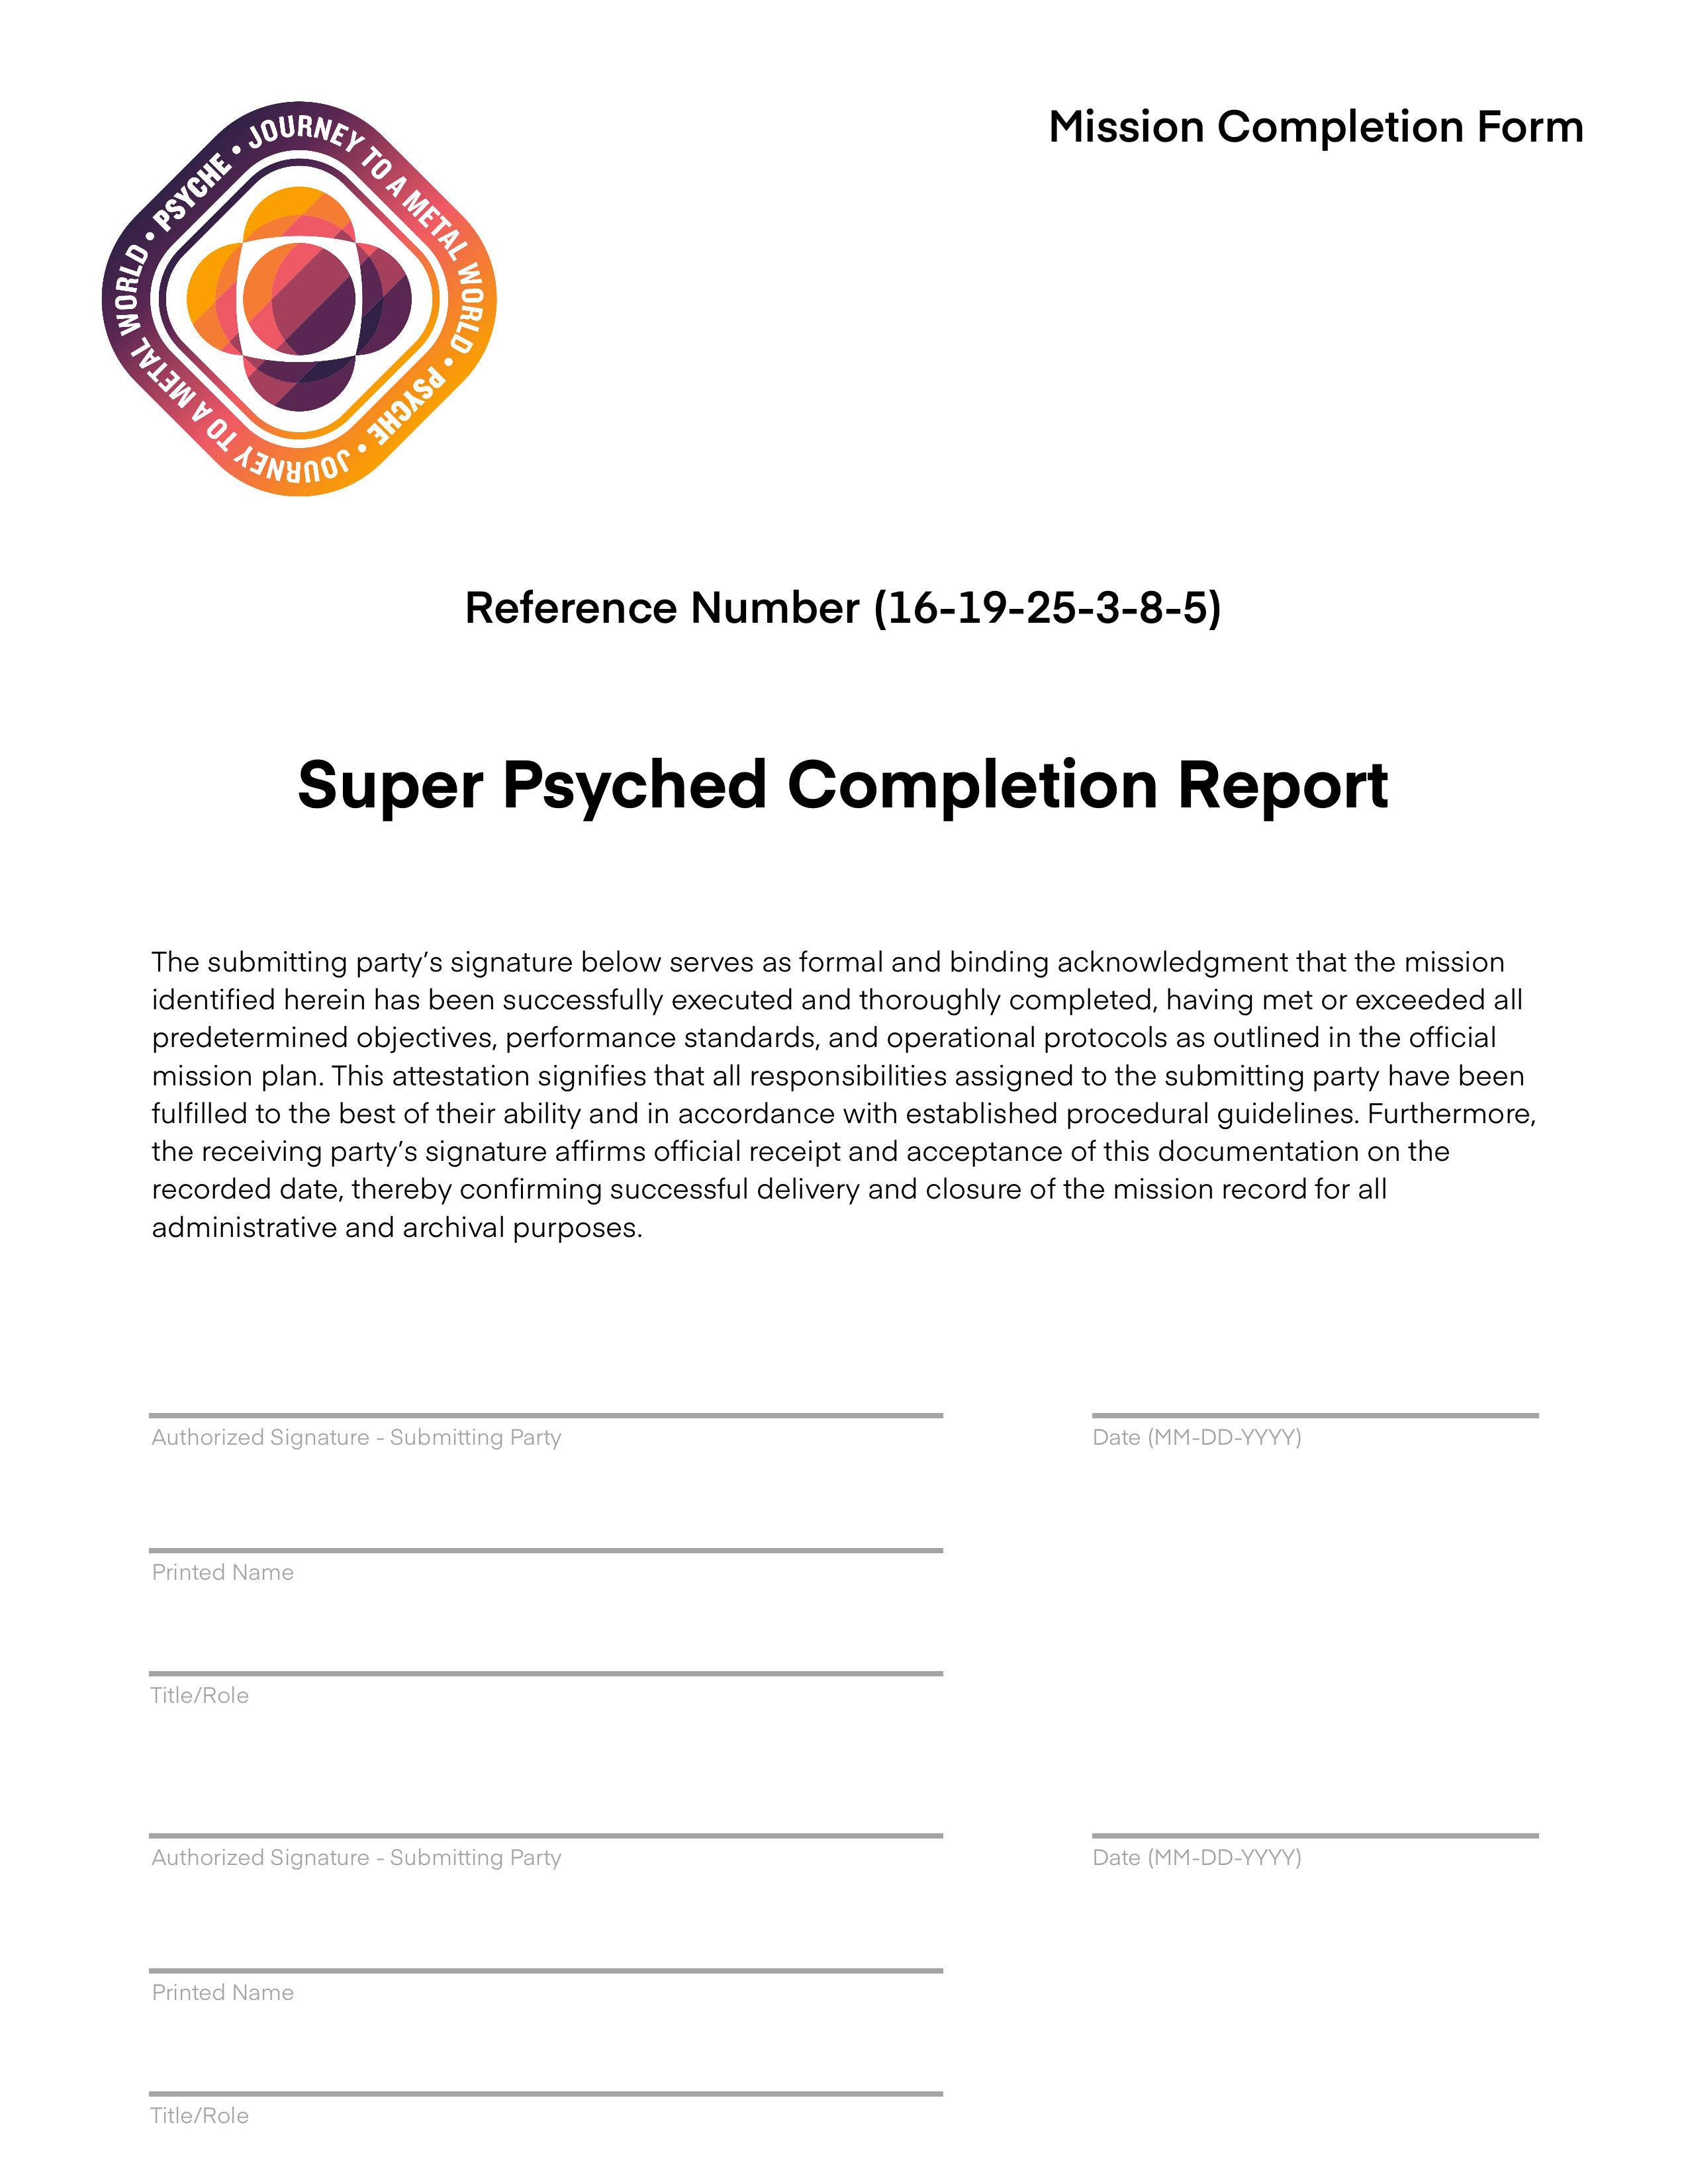 PSYCHE • JOURNEY TO A METAL WORLD • PSYCHE • JOURNEY TO A METAL WORLD •
Mission Completion Form
Reference Number (16-19-25-3-8-5)
Super Psyched Completion Report
The submitting party’s signature below serves as formal and binding acknowledgment that the mission
identified herein has been successfully executed and thoroughly completed, having met or exceeded all
predetermined objectives, performance standards, and operational protocols as outlined in the official
mission plan. This attestation signifies that all responsibilities assigned to the submitting party have been
fulfilled to the best of their ability and in accordance with established procedural guidelines. Furthermore,
the receiving party’s signature affirms official receipt and acceptance of this documentation on the
recorded date, thereby confirming successful delivery and closure of the mission record for all
administrative and archival purposes.
Authorized Signature - Submitting Party
Date (MM-DD-YYYY)
Printed Name
Title/Role
Authorized Signature - Submitting Party
Date (MM-DD-YYYY)
Printed Name
Title/Role